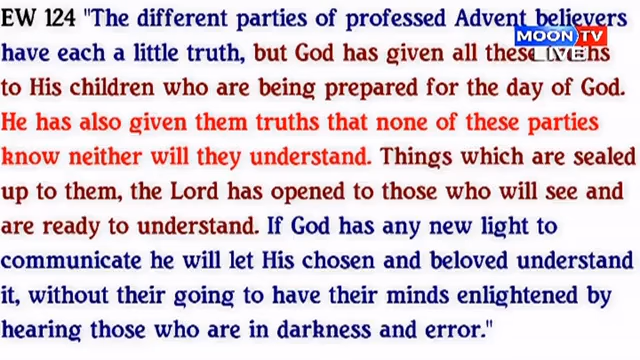 EW 124 "The different parties of professed Advent believers
have each a little truth, but God has given all these
to His children who are being prepared for the day of God.
He has also given them truths that none of these parties
know neither will they understand. Things which are sealed
up to them, the Lord has opened to those who will see and
are ready to understand. If God has any new light to
communicate he will let His chosen and beloved understand
it, without their going to have their minds enlightened by
hearing those who are in darkness and error."
MOON TV
LIVE